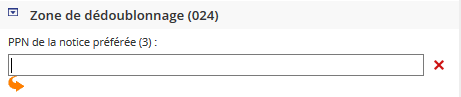 Zone de dédoublonnage (024)
PPN de la notice préférée (3) :